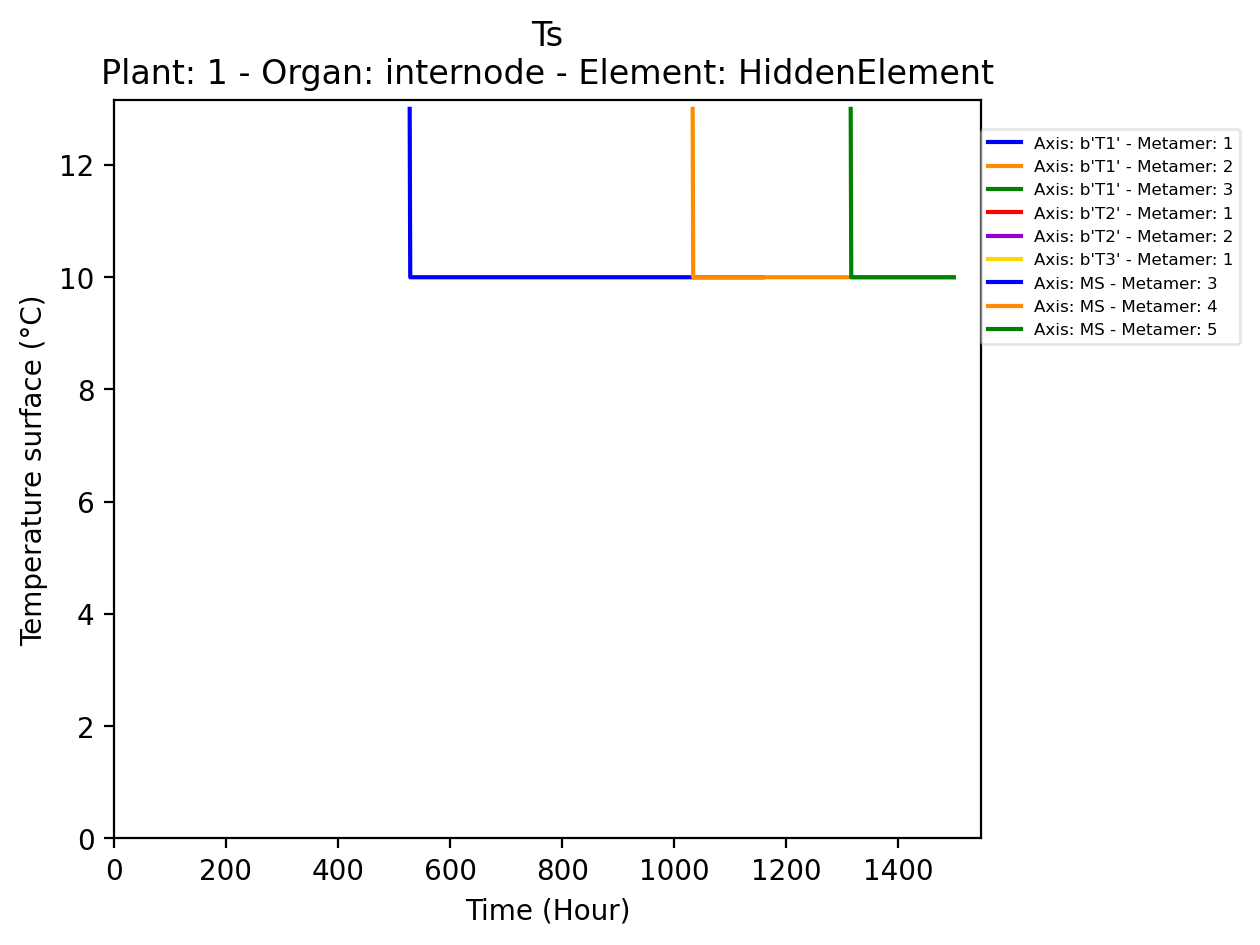 Ts
Plant: 1 - Organ: internode - Element: HiddenElement
Temperature surface (°C)
12
10
8
6
4
2
0
0 200 400 600 800 1000 1200 1400
Time (Hour)
Axis: b'T1' - Metamer: 1
Axis: b'T1' - Metamer: 2
Axis: b'T1' - Metamer: 3
Axis: b'T2' - Metamer: 1
Axis: b'T2' - Metamer: 2
Axis: b'T3' - Metamer: 1
Axis: MS - Metamer: 3
Axis: MS - Metamer: 4
Axis: MS - Metamer: 5